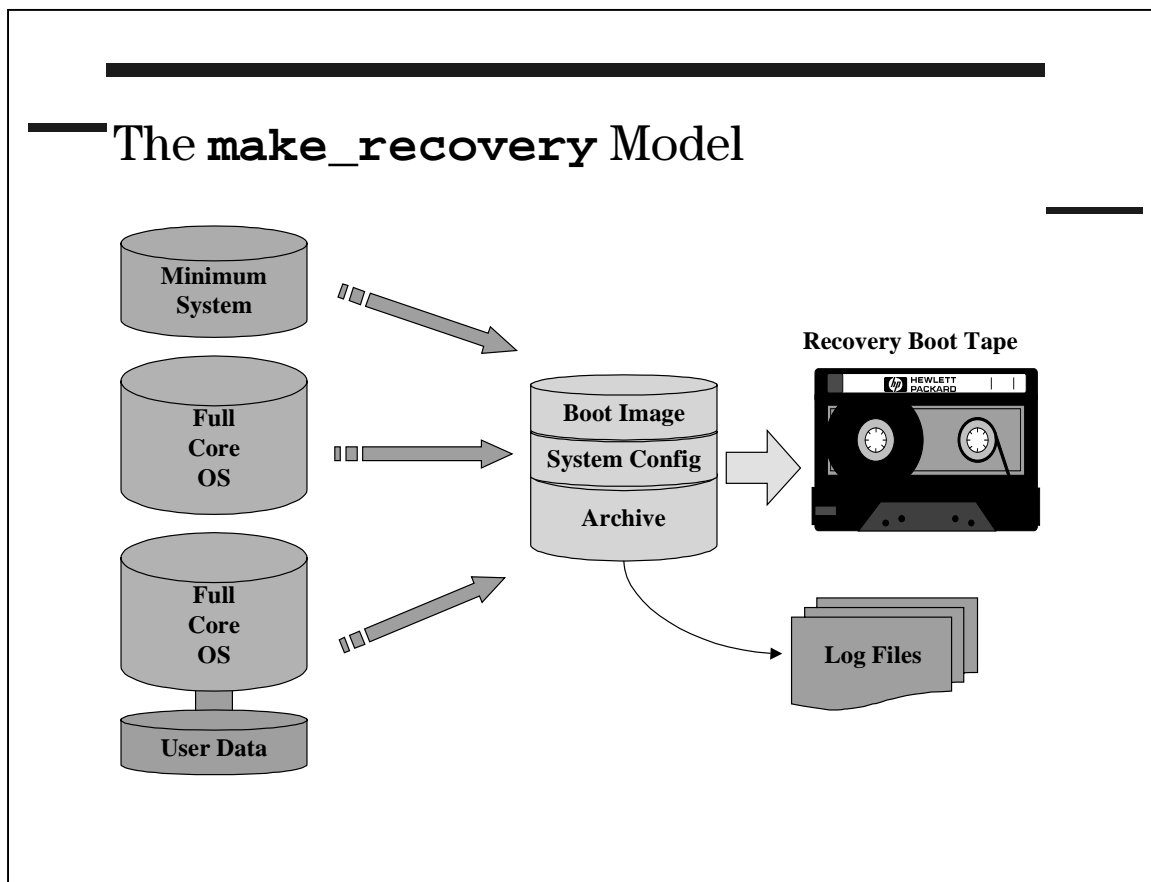 The make_recovery Model
Minimum
System
Full
Core
OS
Full
Core
OS
User Data
Boot Image
System Config
Archive
Recovery Boot Tape
hp HEWLETT
PACKARD
Log Files